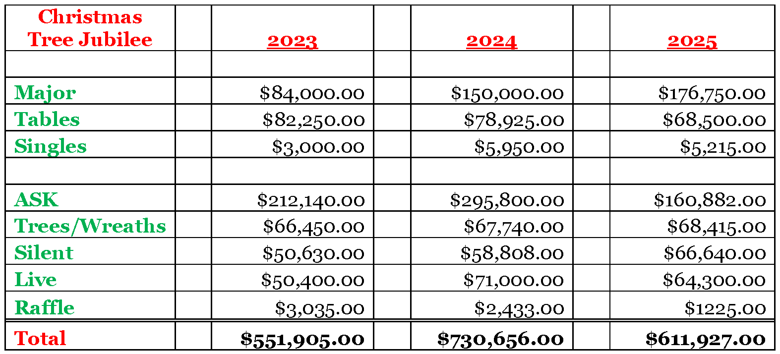 Christmas
Tree Jubilee 2023 2024 2025
Major $84,000.00 $150,000.00 $176,750.00
Tables $82,250.00 $78,925.00 $68,500.00
Singles $3,000.00 $5,950.00 $5,215.00
ASK $212,140.00 $295,800.00 $160,882.00
Trees/Wreaths $66,450.00 $67,740.00 $68,415.00
Silent $50,630.00 $58,808.00 $66,640.00
Live $50,400.00 $71,000.00 $64,300.00
Raffle $3,035.00 $2,433.00 $1225.00
Total $551,905.00 $730,656.00 $611,927.00